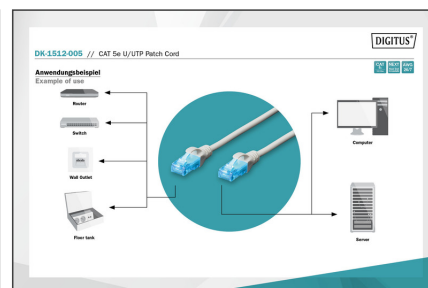 DIGITUS®
DK-1512-005 // CAT 5e U/UTP Patch Cord
Anwendungsbeispiel
Example of use
Router
Switch
Wall Outlet
Floor tank
Computer
Server